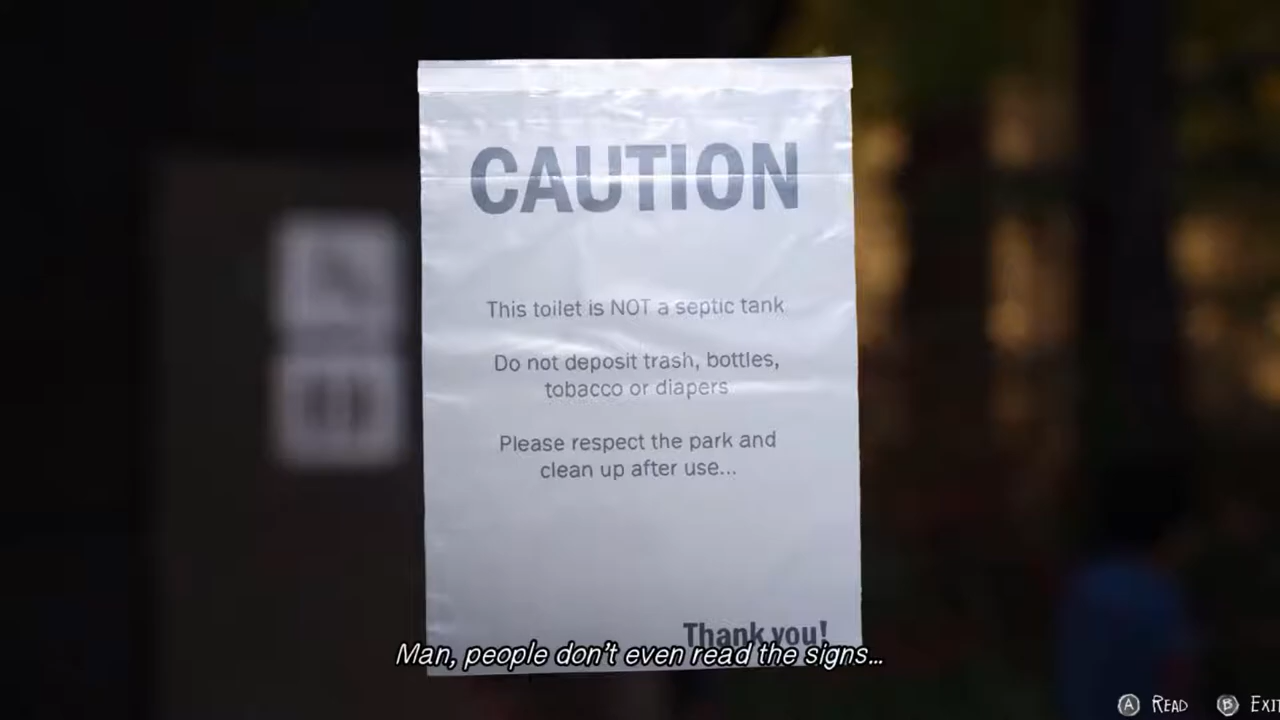 CAUTION
This toilet is NOT a septic tank
Do not deposit trash, bottles,
tobacco or diapers
Please respect the park and
clean up after use...
Thank you!
Man, people don't even read the signs...
A READ B EXI